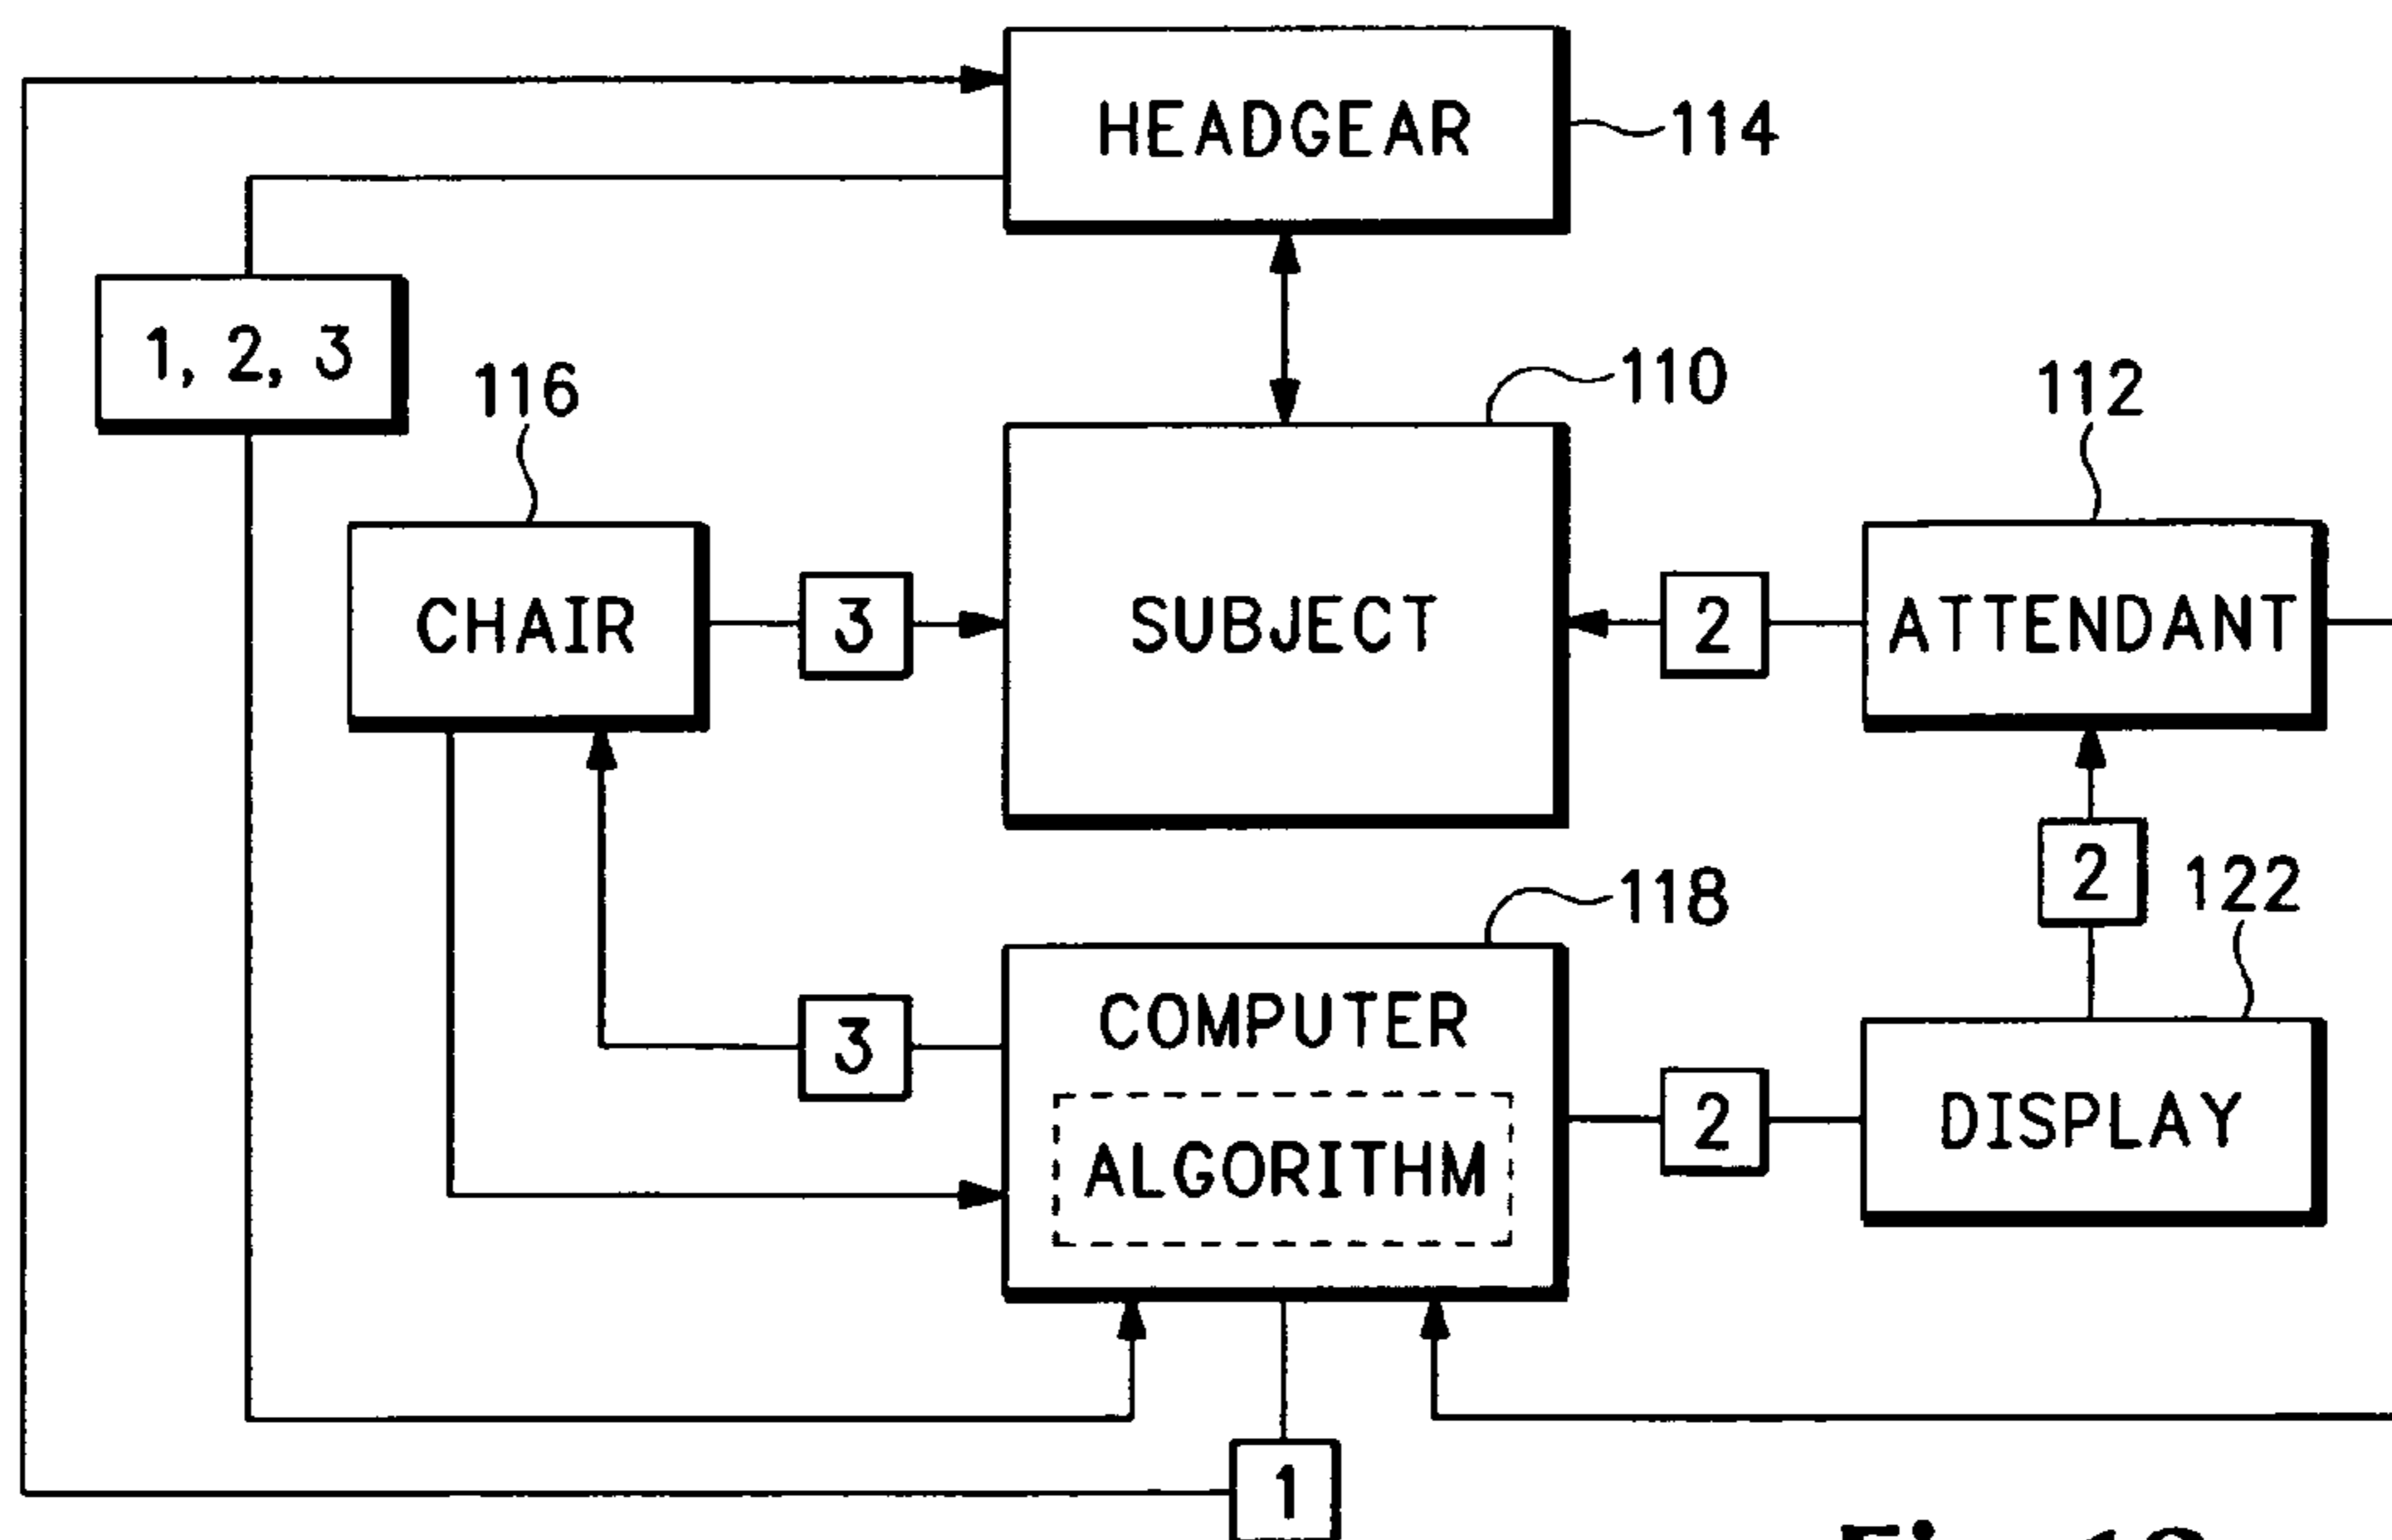 HEADGEAR
114
1, 2, 3
116
110
112
CHAIR
3
SUBJECT
2
ATTENDANT
2
122
118
COMPUTER
3
ALGORITHM
2
DISPLAY
1